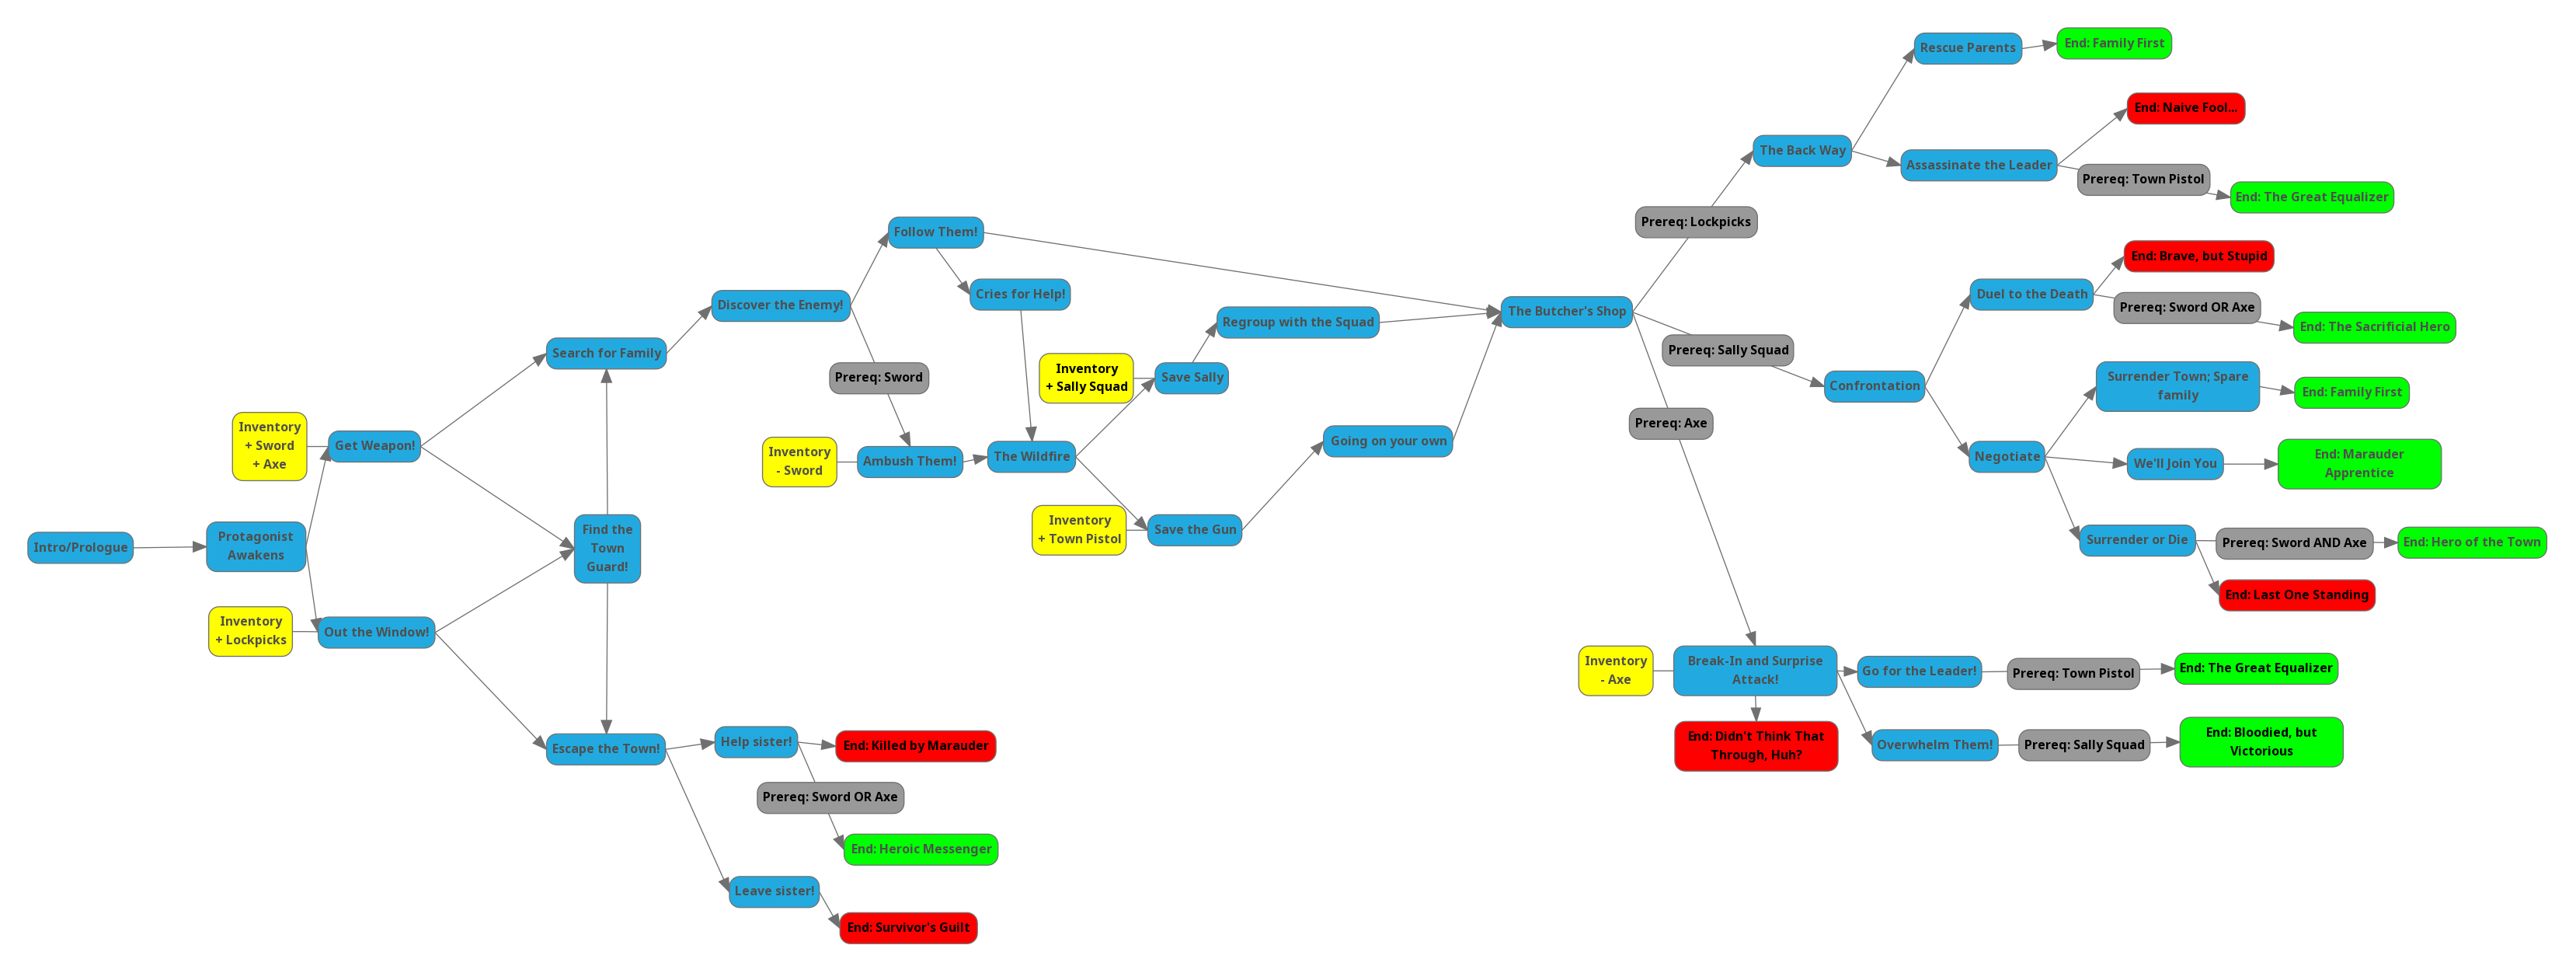 Intro/Prologue
Protagonist
Awakens
Inventory
+ Sword
+ Axe
Get Weapon!
Inventory
+ Lockpicks
Out the Window!
Search for Family
Find the
Town
Guard!
Escape the Town!
Help sister!
End: Killed by Marauder
Prereq: Sword OR Axe
End: Heroic Messenger
Leave sister!
End: Survivor's Guilt
Discover the Enemy!
Follow Them!
Cries for Help!
Prereq: Sword
Inventory
- Sword
Ambush Them!
The Wildfire
Inventory
+ Sally Squad
Save Sally
Regroup with the Squad
Inventory
+ Town Pistol
Save the Gun
Going on your own
The Butcher's Shop
Prereq: Lockpicks
The Back Way
Rescue Parents
End: Family First
Assassinate the Leader
End: Naive Fool...
Prereq: Town Pistol
End: The Great Equalizer
Prereq: Sally Squad
Confrontation
Duel to the Death
End: Brave, but Stupid
Prereq: Sword OR Axe
End: The Sacrificial Hero
Negotiate
Surrender Town; Spare
family
End: Family First
We'll Join You
End: Marauder
Apprentice
Surrender or Die
Prereq: Sword AND Axe
End: Hero of the Town
End: Last One Standing
Prereq: Axe
Inventory
- Axe
Break-In and Surprise
Attack!
End: Didn't Think That
Through, Huh?
Go for the Leader!
Prereq: Town Pistol
End: The Great Equalizer
Overwhelm Them!
Prereq: Sally Squad
End: Bloodied, but
Victorious